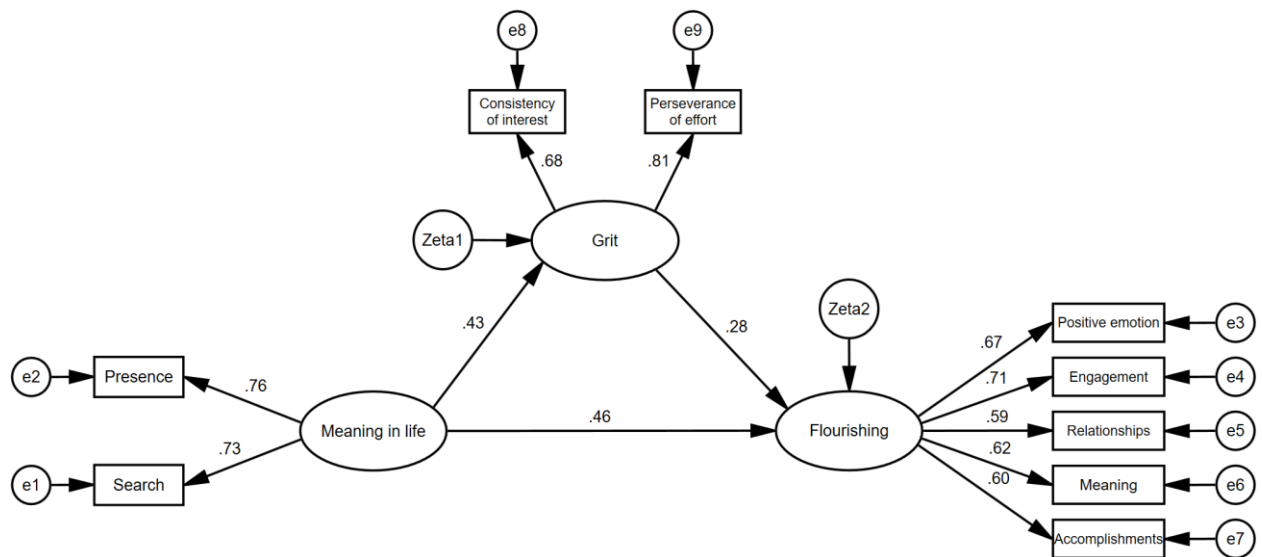 e8
e9
Consistency
of interest
Perseverance
of effort
.68
.81
Zeta1
Grit
Zeta2
.43
.28
Positive emotion
e3
.67
e2
Presence
.76
.71
Engagement
e4
Meaning in life
.46
Flourishing
.59
Relationships
e5
.73
.62
e1
Search
Meaning
e6
.60
Accomplishments
e7